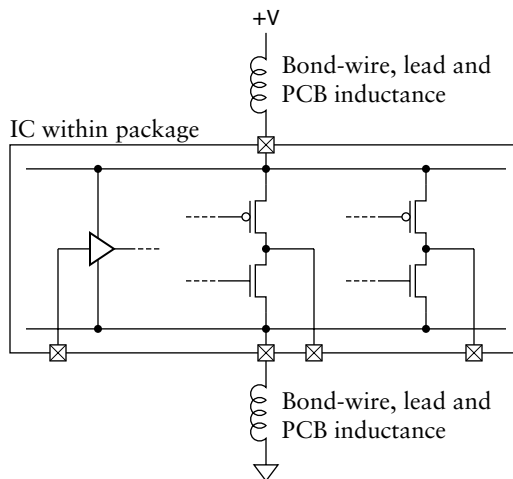 +V
Bond-wire, lead and
PCB inductance
IC within package
Bond-wire, lead and
PCB inductance